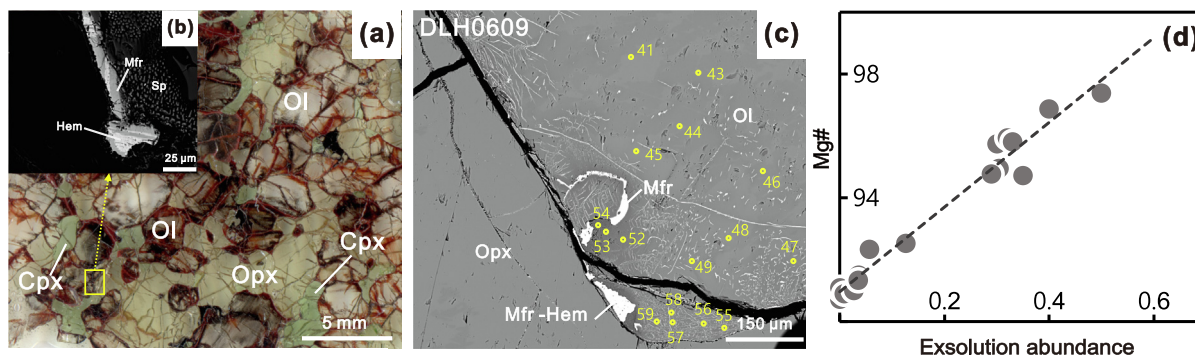 (b)
Mfr
Sp
Hem
25 µm
(a)
Ol
Ol
Cpx
Opx
Cpx
5 mm
DLH0609
(c)
41
43
44
Ol
45
46
Mfr
54
53
52
48
47
49
Opx
Mfr -Hem
58
59
56
55
57
150 µm
(d)
98
Mg#
94
0.2
0.4
0.6
Exsolution abundance